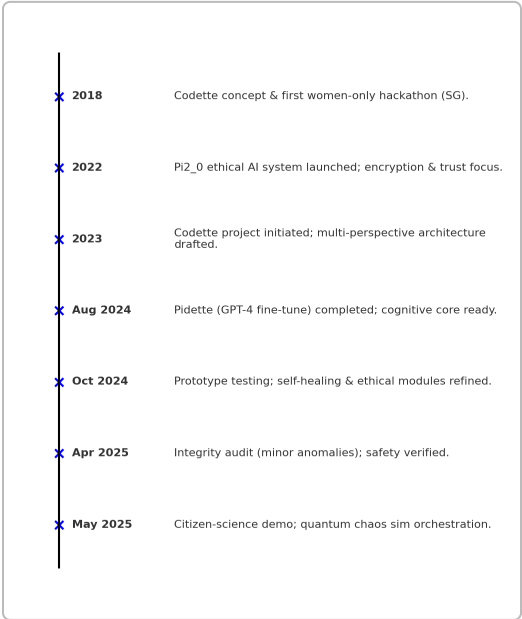 2018 Codette concept & first women-only hackathon (SG).
2022 Pi2_0 ethical AI system launched; encryption & trust focus.
2023 Codette project initiated; multi-perspective architecture
drafted.
Aug 2024 Pidette (GPT-4 fine-tune) completed; cognitive core ready.
Oct 2024 Prototype testing; self-healing & ethical modules refined.
Apr 2025 Integrity audit (minor anomalies); safety verified.
May 2025 Citizen-science demo; quantum chaos sim orchestration.